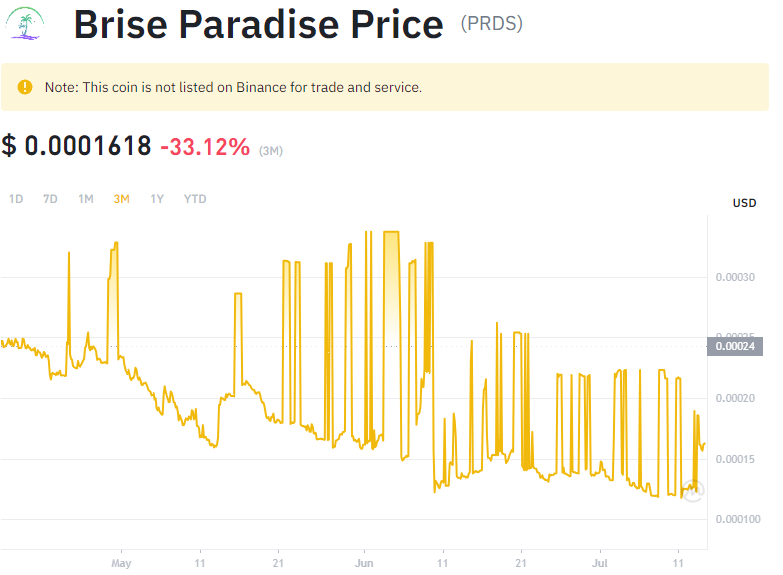 Brise Paradise Price (PRDS)
Note: This coin is not listed on Binance for trade and service.
$ 0.0001618 -33.12% (3M)
1D 7D 1M 3M 1Y YTD
USD
0.00030
0.00025
0.00024
0.00020
0.00015
0.000100
May 11 21 Jun 11 21 Jul 11